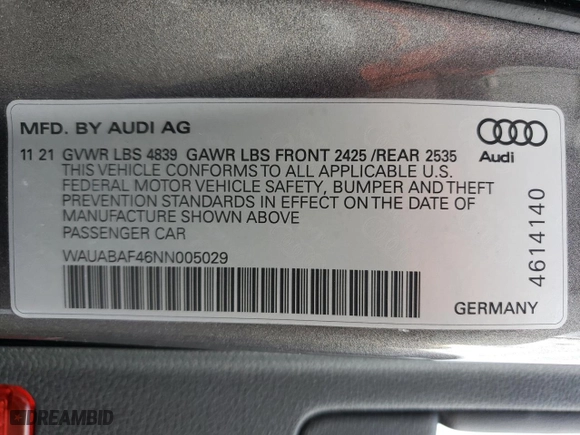 MFD. BY AUDI AG
11 21 GVWR LBS 4839 GAWR LBS FRONT 2425 /REAR 2535
THIS VEHICLE CONFORMS TO ALL APPLICABLE U.S.
FEDERAL MOTOR VEHICLE SAFETY, BUMPER AND THEFT
PREVENTION STANDARDS IN EFFECT ON THE DATE OF
MANUFACTURE SHOWN ABOVE
PASSENGER CAR
WAUABAF46NN005029
Audi
4614140
GERMANY
DREAMBID